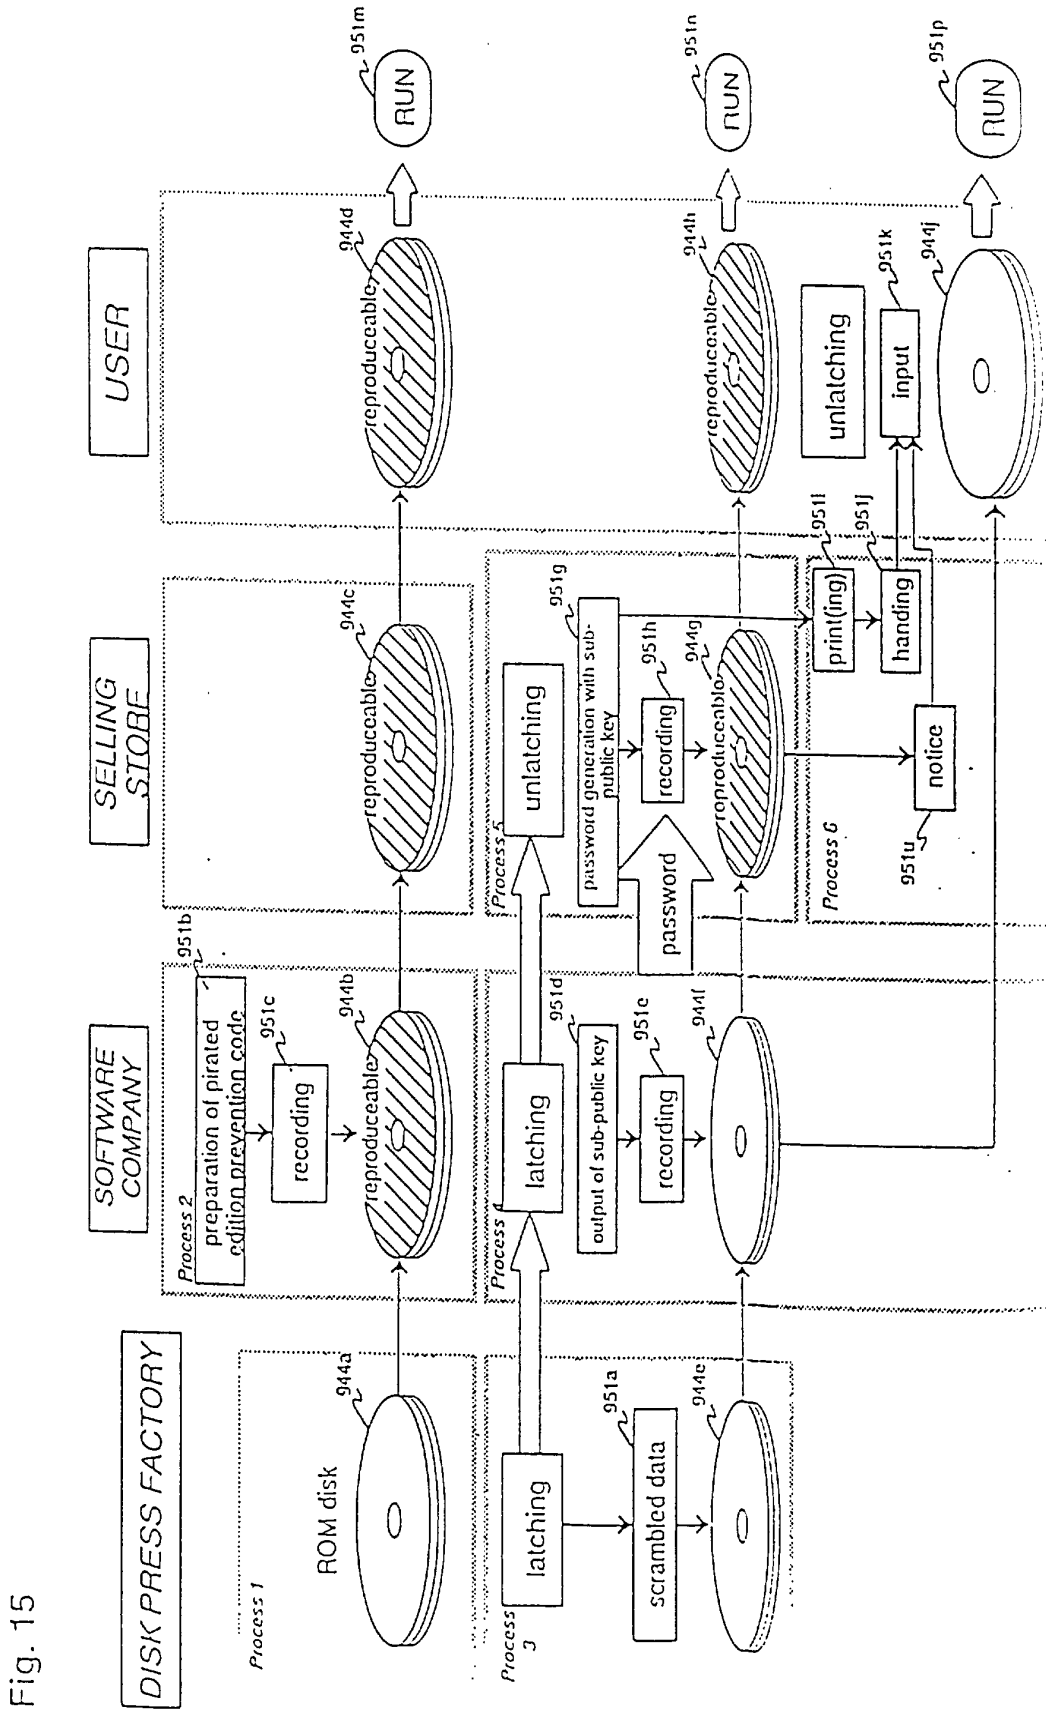 Fig. 15
DISK PRESS FACTORY
SOFTWARE
COMPANY
SELLING
STORE
USER
Process 1
ROM disk
944a
Process 2
preparation of pirated
edition prevention code
951b
recording
951c
reproduceable
944b
reproduceable
944c
reproduceable
944d
RUN
951m
Process
3
latching
scrambled data
951a
944e
Process
latching
output of sub-public key
951d
recording
951e
944f
Process 5
unlatching
password generation with sub-
public key
951g
password
recording
951h
roproduceable
944g
reproduceable
944h
RUN
951n
Process 6
print(ing)
951i
handing
951j
notice
951u
unlatching
input
951k
944j
RUN
951p